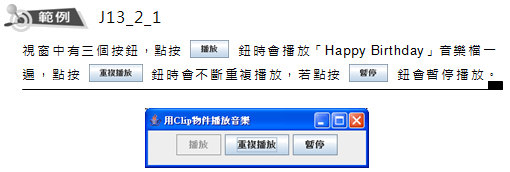 範例 J13_2_1
視窗中有三個按鈕，點按 播放 鈕時會播放「Happy Birthday」音樂檔一
遍，點按 重複播放 鈕時會不斷重複播放，若點按 暫停 鈕會暫停播放。
用Clip物件播放音樂
播放 重複播放 暫停